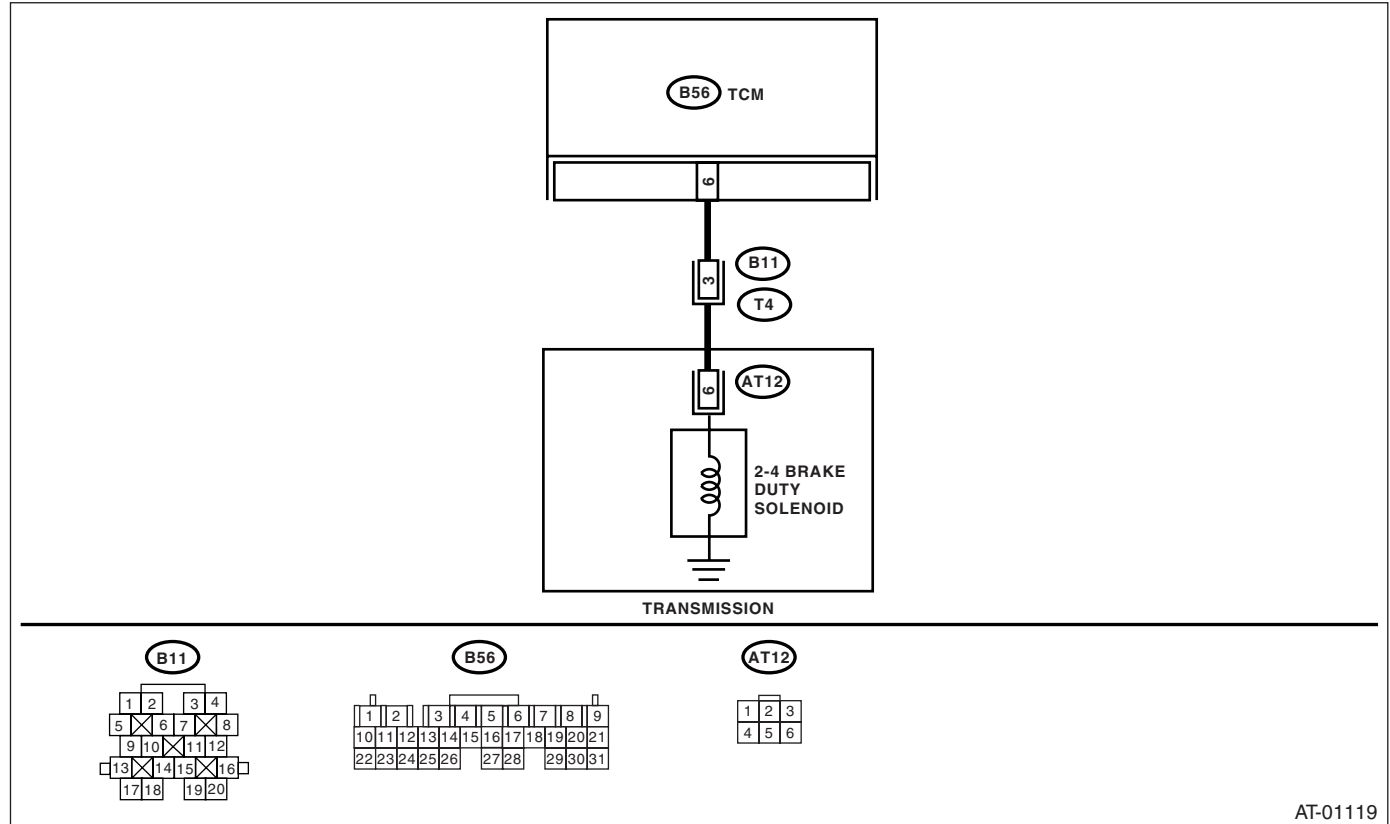 B56 TCM
6
B11
3
T4
AT12
6
2-4 BRAKE
DUTY
SOLENOID
TRANSMISSION
B11
1 2 3 4
5 6 7 8
9 10 11 12
13 14 15 16
17 18 19 20
B56
1 2 3 4 5 6 7 8 9
10 11 12 13 14 15 16 17 18 19 20 21
22 23 24 25 26 27 28 29 30 31
AT12
1 2 3
4 5 6
AT-01119